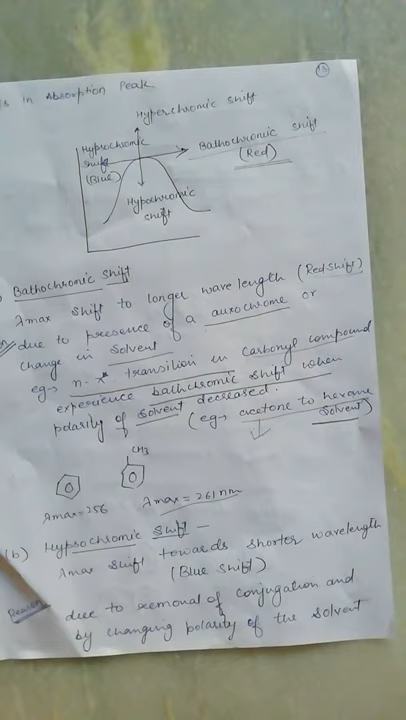 s in Absorption Peak
13
Hyperchromic shift
Hypsochromic
shift
(Blue)
Bathochromic shift
(Red)
Hypochromic
shift
Bathochromic shift
λmax shift to longer wavelength (Red shift)
due to presence of a auxochrome or
change in solvent
eg→ n-π* transition in carbonyl compound
experience bathcromic shift when
polarity of solvent decreased.
(eg→ acetone to hexane
solvent)
CH3
λmax=256
λmax = 261 nm
(b) Hypsochromic shift —
λmax shift towards shorter wavelength
(Blue shift)
Reason
due to removal of conjugation and
by changing polarity of the solvent